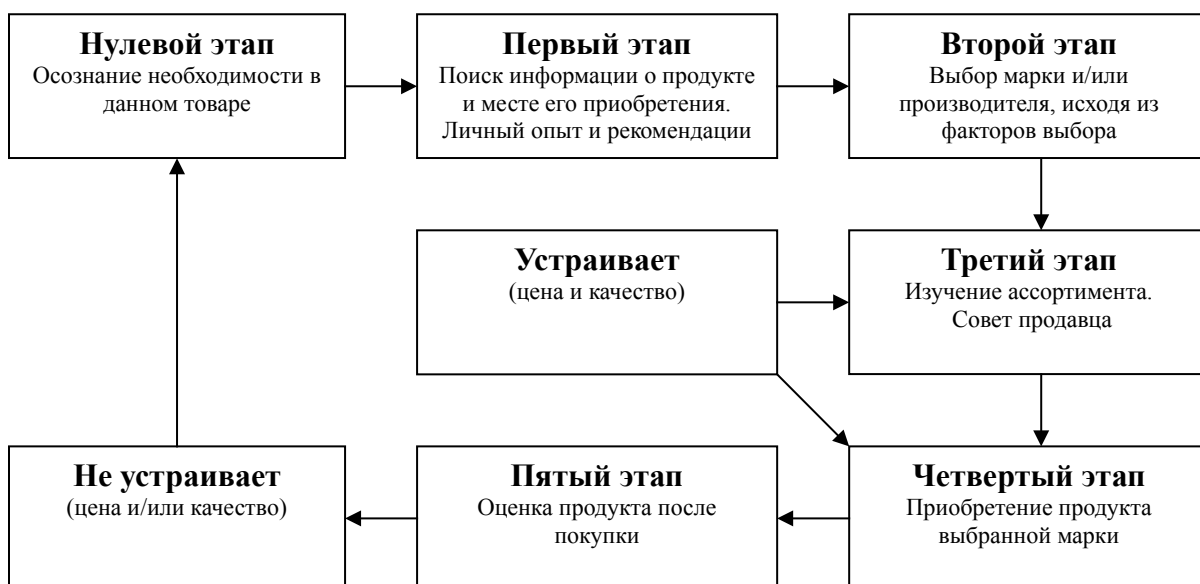 Нулевой этап
Осознание необходимости в
данном товаре
Первый этап
Поиск информации о продукте
и месте его приобретения.
Личный опыт и рекомендации
Второй этап
Выбор марки и/или
производителя, исходя из
факторов выбора
Устраивает
(цена и качество)
Третий этап
Изучение ассортимента.
Совет продавца
Не устраивает
(цена и/или качество)
Пятый этап
Оценка продукта после
покупки
Четвертый этап
Приобретение продукта
выбранной марки